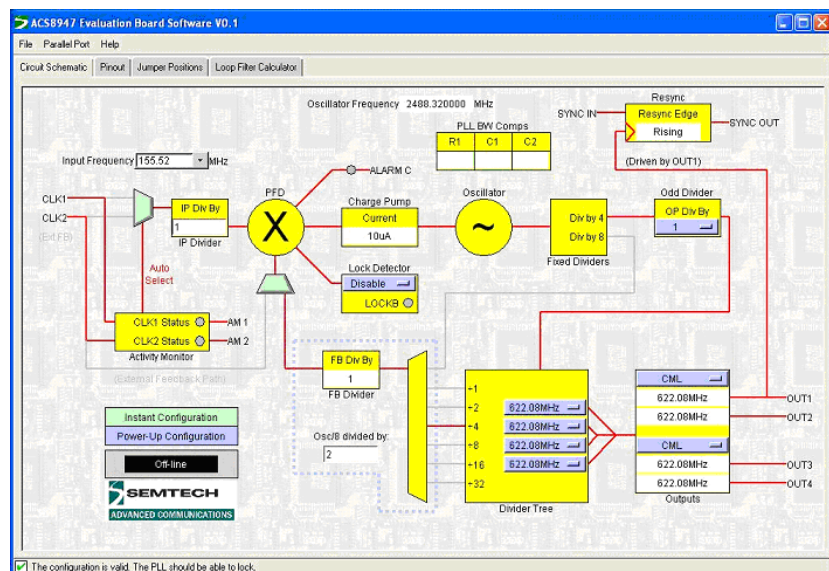 ACS8947 Evaluation Board Software V0.1
File Parallel Port Help
Circuit Schematic Pinout Jumper Positions Loop Filter Calculator
Oscillator Frequency 2488.320000 MHz
PLL BW Comps
R1 C1 C2
Resync
SYNC IN
Resync Edge
Rising
SYNC OUT
(Driven by OUT1)
Input Frequency 155.52 MHz
ALARM C
CLK1
CLK2
(Ext FB)
IP Div By
1
IP Divider
PFD
X
Charge Pump
Current
10uA
Oscillator
~
Div by 4
Div by 8
Fixed Dividers
Odd Divider
OP Div By
1
Auto
Select
Lock Detector
Disable
LOCKB
CLK1 Status
AM 1
CLK2 Status
AM 2
Activity Monitor
(External Feedback Path)
FB Div By
1
FB Divider
Osc/8 divided by:
2
÷1
÷2
÷4
÷8
÷16
÷32
622.08MHz
622.08MHz
622.08MHz
622.08MHz
Divider Tree
CML
622.08MHz
OUT1
622.08MHz
OUT2
CML
622.08MHz
OUT3
622.08MHz
OUT4
Outputs
Instant Configuration
Power-Up Configuration
Off-line
SEMTECH
ADVANCED COMMUNICATIONS
The configuration is valid. The PLL should be able to lock.